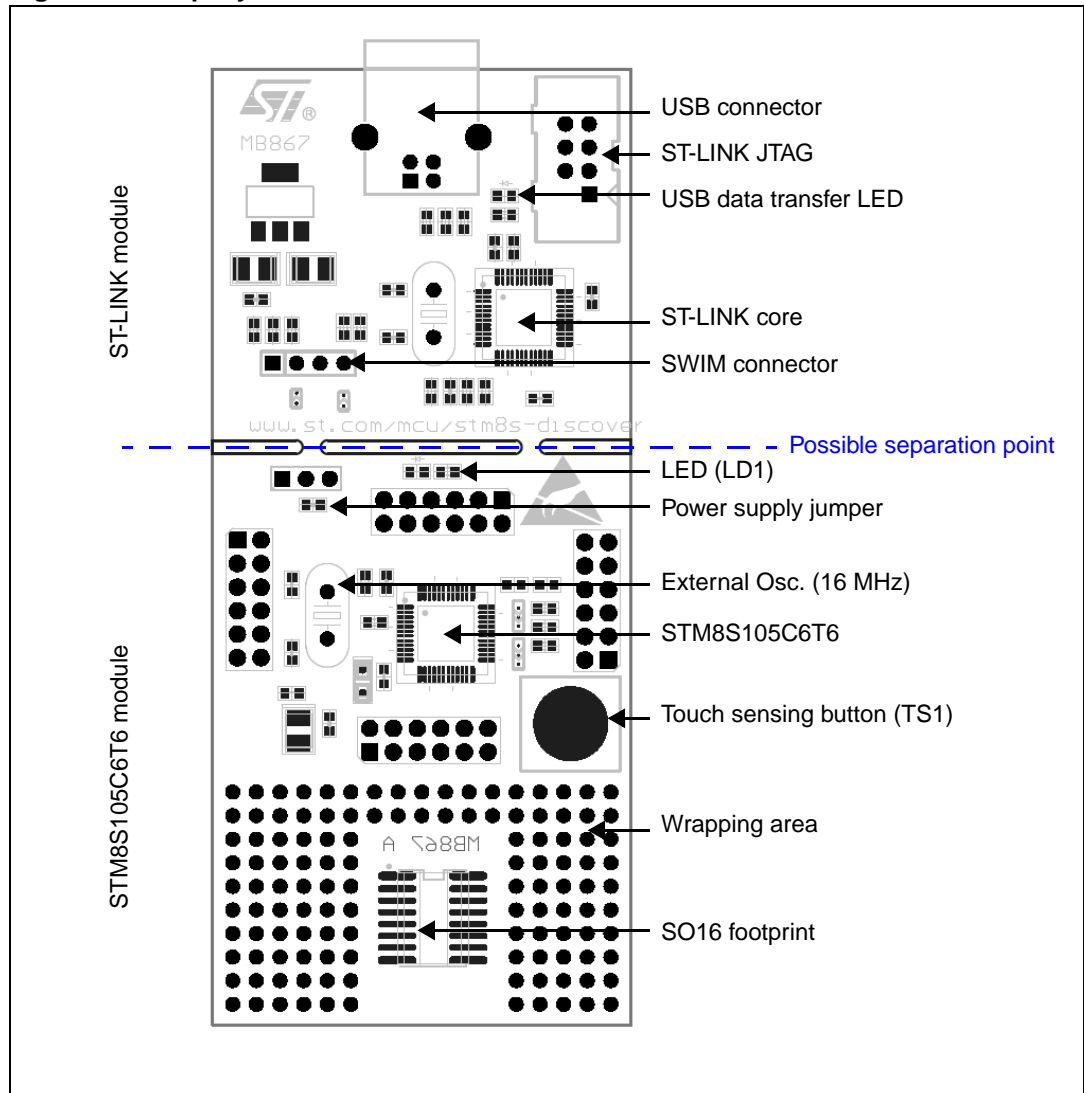 ST®
MB867
USB connector
ST-LINK JTAG
USB data transfer LED
ST-LINK module
ST-LINK core
SWIM connector
www.st.com/mcu/stm8s-discover
Possible separation point
LED (LD1)
Power supply jumper
External Osc. (16 MHz)
STM8S105C6T6
STM8S105C6T6 module
Touch sensing button (TS1)
Wrapping area
MB867 A
SO16 footprint